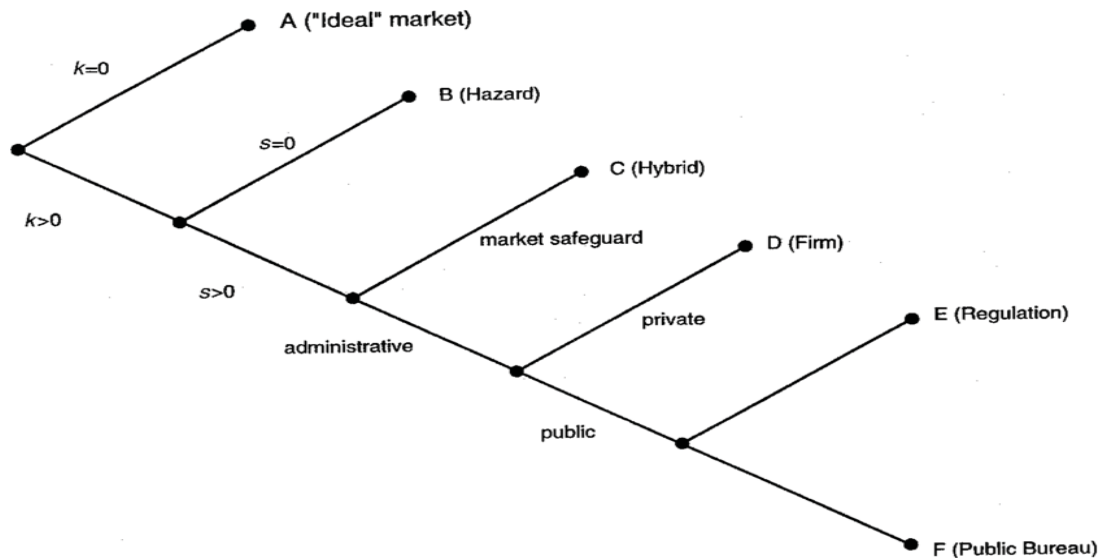 A ("Ideal" market)
k=0
B (Hazard)
s=0
C (Hybrid)
k>0
market safeguard
D (Firm)
s>0
private
E (Regulation)
administrative
public
F (Public Bureau)